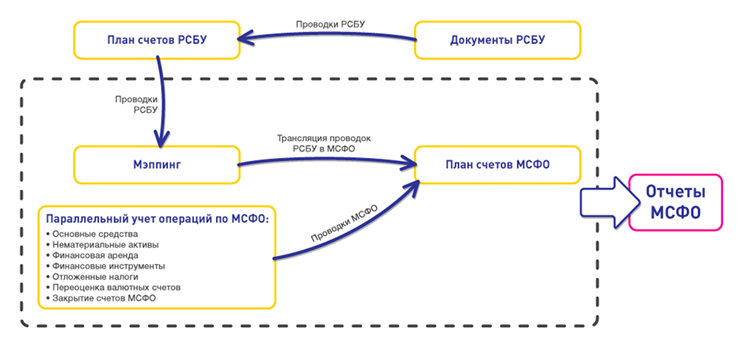 Проводки РСБУ
План счетов РСБУ
Документы РСБУ
Проводки
РСБУ
Трансляция проводок
РСБУ в МСФО
Мэппинг
План счетов МСФО
Отчеты
МСФО
Проводки МСФО
Параллельный учет операций по МСФО:
• Основные средства
• Нематериальные активы
• Финансовая аренда
• Финансовые инструменты
• Отложенные налоги
• Переоценка валютных счетов
• Закрытие счетов МСФО